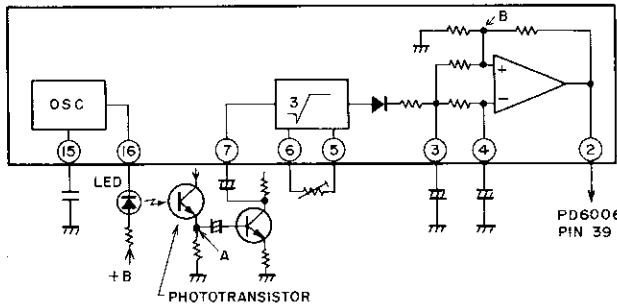 B
OSC
3√
+
−
15
16
7
6
5
3
4
2
LED
A
+B
PHOTOTRANSISTOR
PD6006
PIN 39